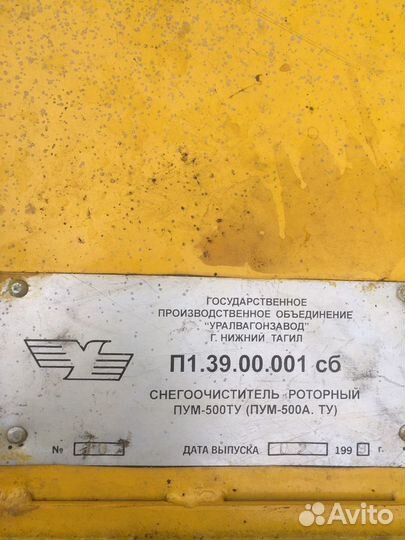 ГОСУДАРСТВЕННОЕ
ПРОИЗВОДСТВЕННОЕ ОБЪЕДИНЕНИЕ
"УРАЛВАГОНЗАВОД"
Г. НИЖНИЙ ТАГИЛ
П1.39.00.001 сб
СНЕГООЧИСТИТЕЛЬ РОТОРНЫЙ
ПУМ-500ТУ (ПУМ-500А. ТУ)
№ ДАТА ВЫПУСКА 199 г.
Avito